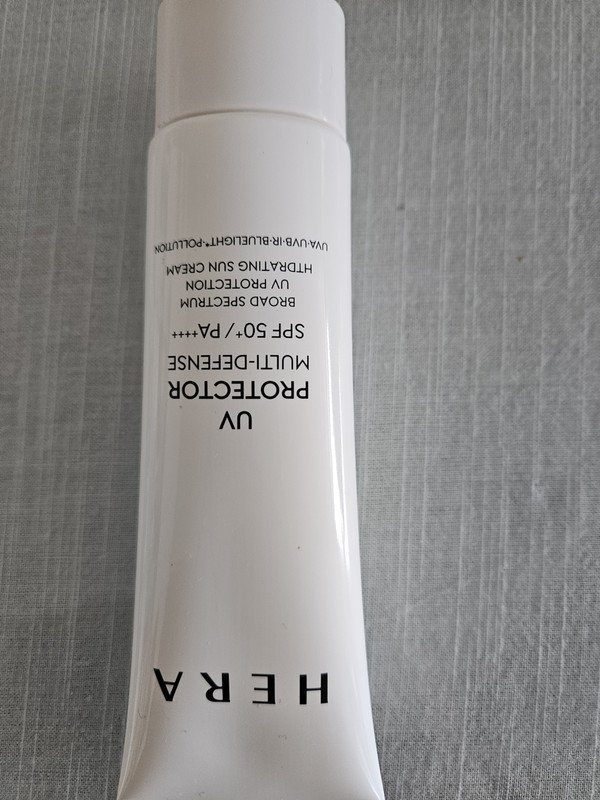 HERA
UV
PROTECTOR
MULTI-DEFENSE
SPF 50+/PA++++
BROAD SPECTRUM
UV PROTECTION
HTDRATING SUN CREAM
UVA·UVB·IR·BLUELIGHT*·POLLUTION